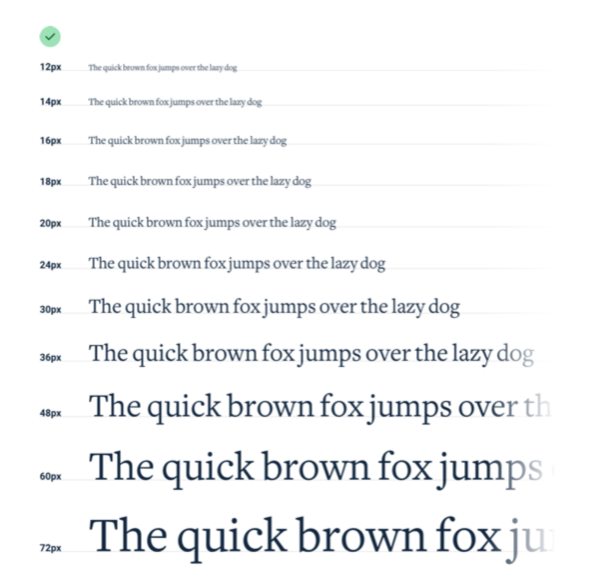 12px The quick brown fox jumps over the lazy dog
14px The quick brown fox jumps over the lazy dog
16px The quick brown fox jumps over the lazy dog
18px The quick brown fox jumps over the lazy dog
20px The quick brown fox jumps over the lazy dog
24px The quick brown fox jumps over the lazy dog
30px The quick brown fox jumps over the lazy dog
36px The quick brown fox jumps over the lazy dog
48px The quick brown fox jumps over th
60px The quick brown fox jumps
72px The quick brown fox ju